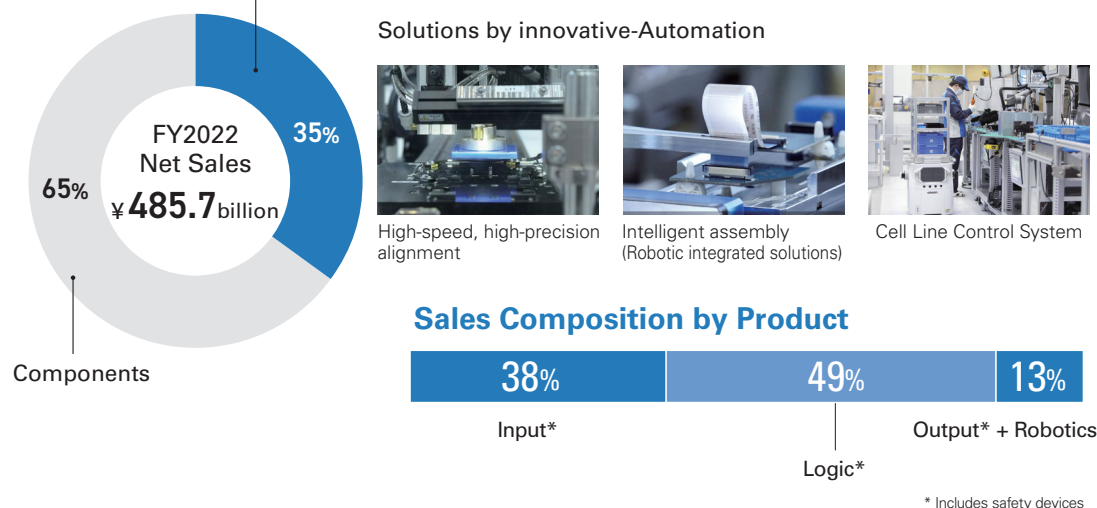 Solutions by innovative-Automation
35%
65%
FY2022
Net Sales
¥485.7billion
Components
High-speed, high-precision
alignment
Intelligent assembly
(Robotic integrated solutions)
Cell Line Control System
Sales Composition by Product
38%
49%
13%
Input*
Logic*
Output* + Robotics
* Includes safety devices